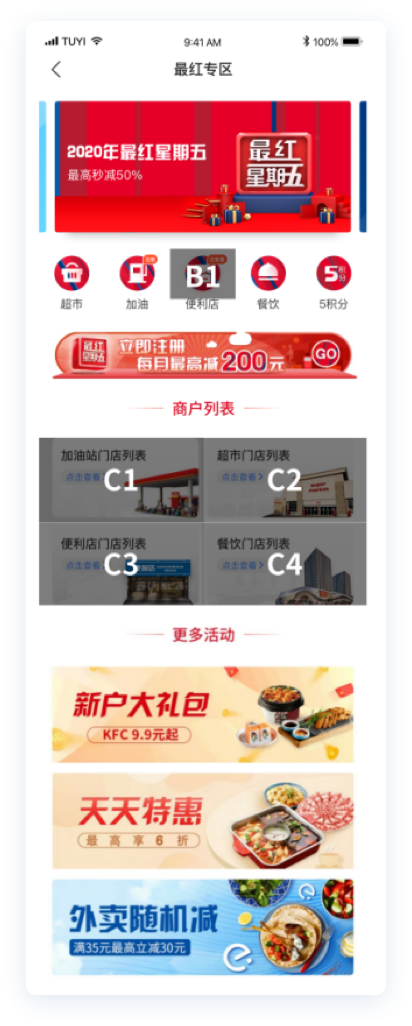 TUYI
9:41 AM
100%
最红专区
2020年最红星期五
最高秒减50%
最红
星期五
B1
5积分
超市
加油
便利店
餐饮
5积分
最红
星期五
立即注册
每月最高减200元
GO
商户列表
加油站门店列表
点击查看
C1
超市门店列表
点击查看
C2
便利店门店列表
点击查看
C3
餐饮门店列表
点击查看
C4
更多活动
新户大礼包
KFC 9.9元起
天天特惠
最高享6折
外卖随机减
满35元最高立减30元